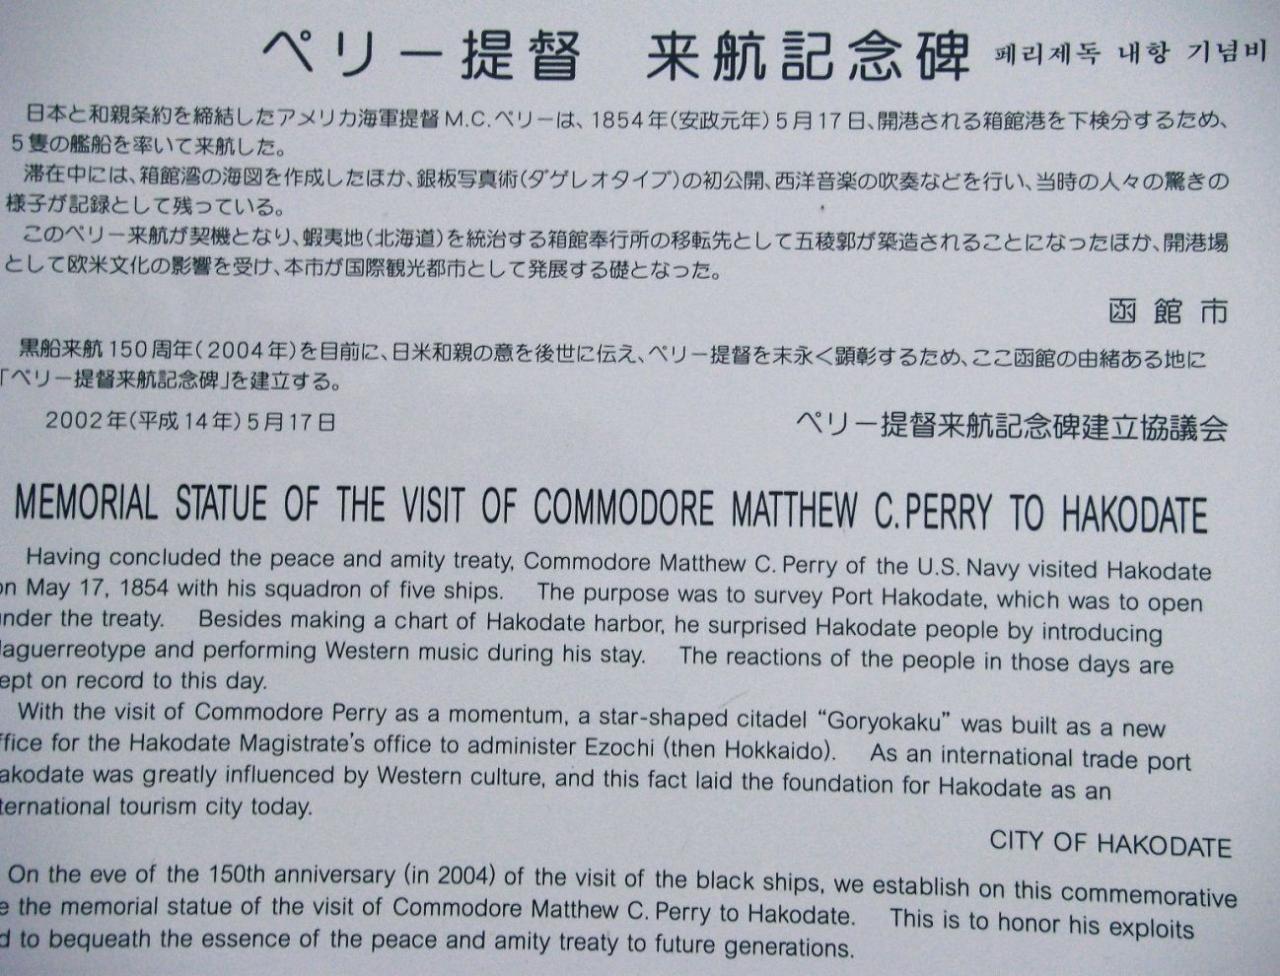 ペリー提督 来航記念碑 페리제독 내항 기념비
日本と和親条約を締結したアメリカ海軍提督M.C.ペリーは、1854年(安政元年)5月17日、開港される箱館港を下検分するため、
5隻の艦船を率いて来航した。
滞在中には、箱館湾の海図を作成したほか、銀板写真術(ダゲレオタイプ)の初公開、西洋音楽の吹奏などを行い、当時の人々の驚きの
様子が記録として残っている。
このペリー来航が契機となり、蝦夷地(北海道)を統治する箱館奉行所の移転先として五稜郭が築造されることになったほか、開港場
として欧米文化の影響を受け、本市が国際観光都市として発展する礎となった。
函館市
黒船来航150周年(2004年)を目前に、日米和親の意を後世に伝え、ペリー提督を末永く顕彰するため、ここ函館の由緒ある地に
「ペリー提督来航記念碑」を建立する。
2002年(平成14年)5月17日 ペリー提督来航記念碑建立協議会
MEMORIAL STATUE OF THE VISIT OF COMMODORE MATTHEW C. PERRY TO HAKODATE
Having concluded the peace and amity treaty, Commodore Matthew C. Perry of the U.S. Navy visited Hakodate
on May 17, 1854 with his squadron of five ships. The purpose was to survey Port Hakodate, which was to open
under the treaty. Besides making a chart of Hakodate harbor, he surprised Hakodate people by introducing
daguerreotype and performing Western music during his stay. The reactions of the people in those days are
ept on record to this day.
With the visit of Commodore Perry as a momentum, a star-shaped citadel "Goryokaku" was built as a new
ffice for the Hakodate Magistrate's office to administer Ezochi (then Hokkaido). As an international trade port
akodate was greatly influenced by Western culture, and this fact laid the foundation for Hakodate as an
ternational tourism city today.
CITY OF HAKODATE
On the eve of the 150th anniversary (in 2004) of the visit of the black ships, we establish on this commemorative
e the memorial statue of the visit of Commodore Matthew C. Perry to Hakodate. This is to honor his exploits
d to bequeath the essence of the peace and amity treaty to future generations.